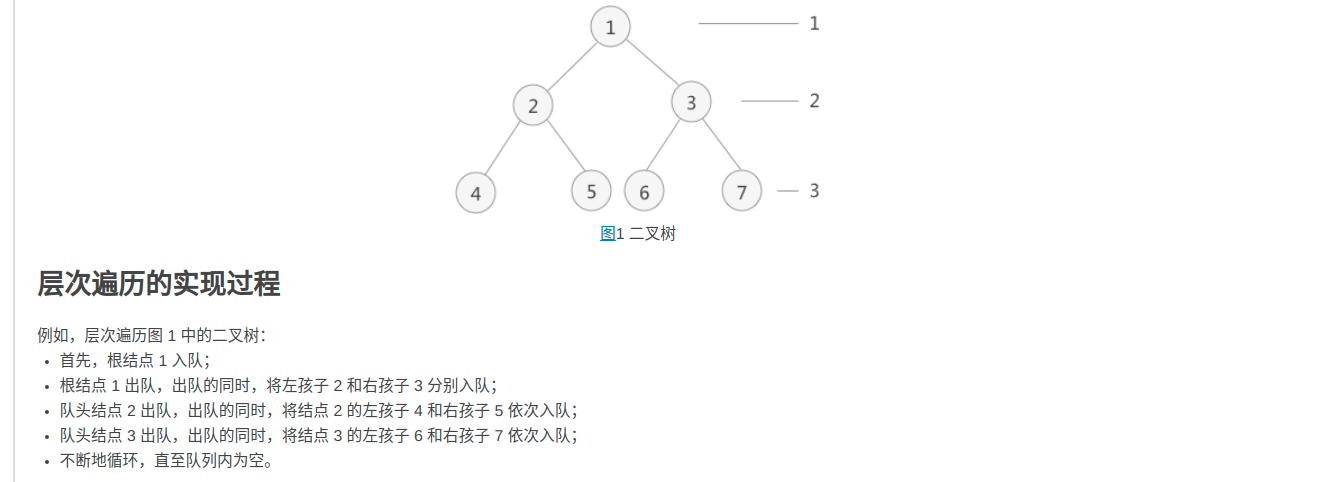 1
1
2
3
2
4
5
6
7
3
图1 二叉树
层次遍历的实现过程
例如，层次遍历图 1 中的二叉树：
• 首先，根结点 1 入队；
• 根结点 1 出队，出队的同时，将左孩子 2 和右孩子 3 分别入队；
• 队头结点 2 出队，出队的同时，将结点 2 的左孩子 4 和右孩子 5 依次入队；
• 队头结点 3 出队，出队的同时，将结点 3 的左孩子 6 和右孩子 7 依次入队；
• 不断地循环，直至队列内为空。